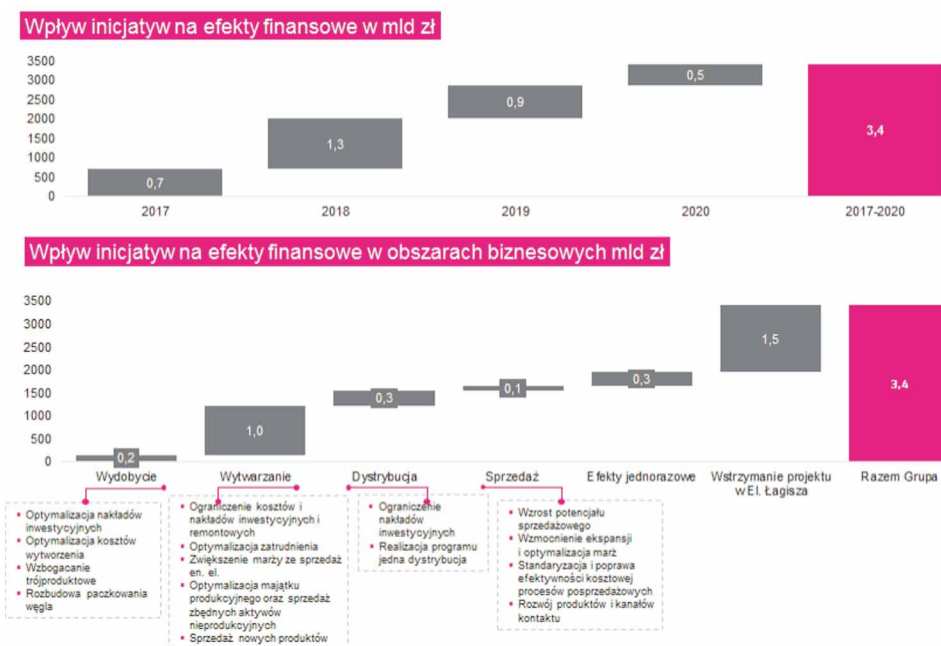 Wpływ inicjatyw na efekty finansowe w mld zł
3500
3000
2500
2000
1500
1000
500
0
0,7
1,3
0,9
0,5
3,4
2017
2018
2019
2020
2017-2020
Wpływ inicjatyw na efekty finansowe w obszarach biznesowych mld zł
3500
3000
2500
2000
1500
1000
500
0
0,2
1,0
0,3
0,1
0,3
1,5
3,4
Wydobycie
Wytwarzanie
Dystrybucja
Sprzedaż
Efekty jednorazowe
Wstrzymanie projektu
w El. Łagisza
Razem Grupa
Optymalizacja nakładów
inwestycyjnych
Optymalizacja kosztów
wytworzenia
Wzbogacanie
trójproduktowe
Rozbudowa paczkowania
węgla
Ograniczenie kosztów i
nakładów inwestycyjnych i
remontowych
Optymalizacja zatrudnienia
Zwiększenie marży ze sprzedaż
en. el.
Optymalizacja majątku
produkcyjnego oraz sprzedaż
zbędnych aktywów
nieprodukcyjnych
Sprzedaż nowych produktów
Ograniczenie
nakładów
inwestycyjnych
Realizacja programu
jedna dystrybucja
Wzrost potencjału
sprzedażowego
Wzmocnienie ekspansji
i optymalizacja marż
Standaryzacja i poprawa
efektywności kosztowej
procesów posprzedażowych
Rozwój produktów i kanałów
kontaktu